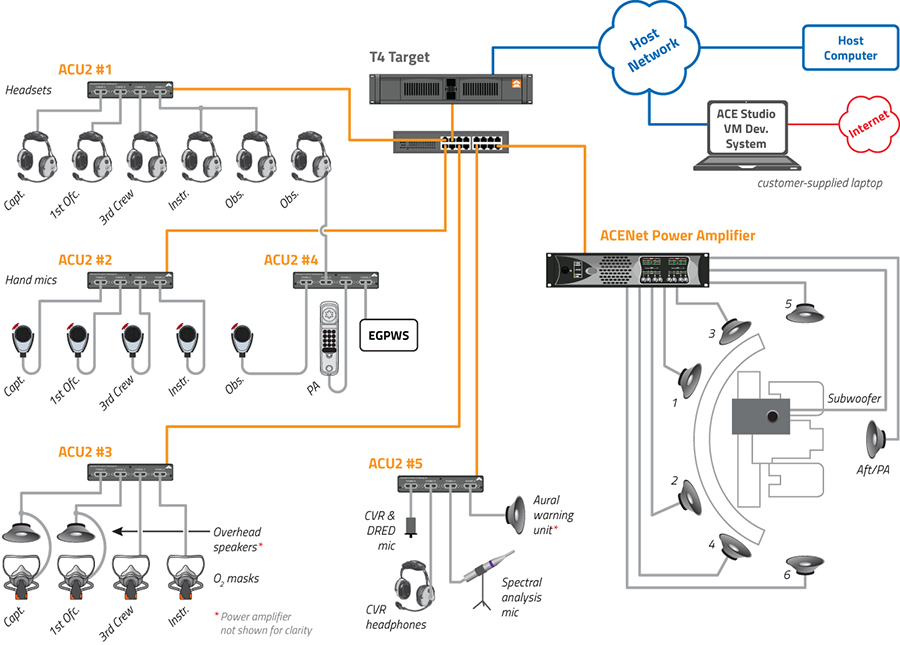 Host
Network
Host
Computer
T4 Target
ACU2 #1
Headsets
ACE Studio
VM Dev.
System
Internet
customer-supplied laptop
Capt.
1st Ofc.
3rd Crew
Instr.
Obs.
Obs.
ACENet Power Amplifier
ACU2 #2
Hand mics
ACU2 #4
EGPWS
Capt.
1st Ofc.
3rd Crew
Instr.
Obs.
PA
5
3
1
Subwoofer
2
Aft/PA
4
6
ACU2 #3
Overhead
speakers*
O2 masks
Capt.
1st Ofc.
3rd Crew
Instr.
* Power amplifier
not shown for clarity
ACU2 #5
CVR &
DRED
mic
Aural
warning
unit*
CVR
headphones
Spectral
analysis
mic